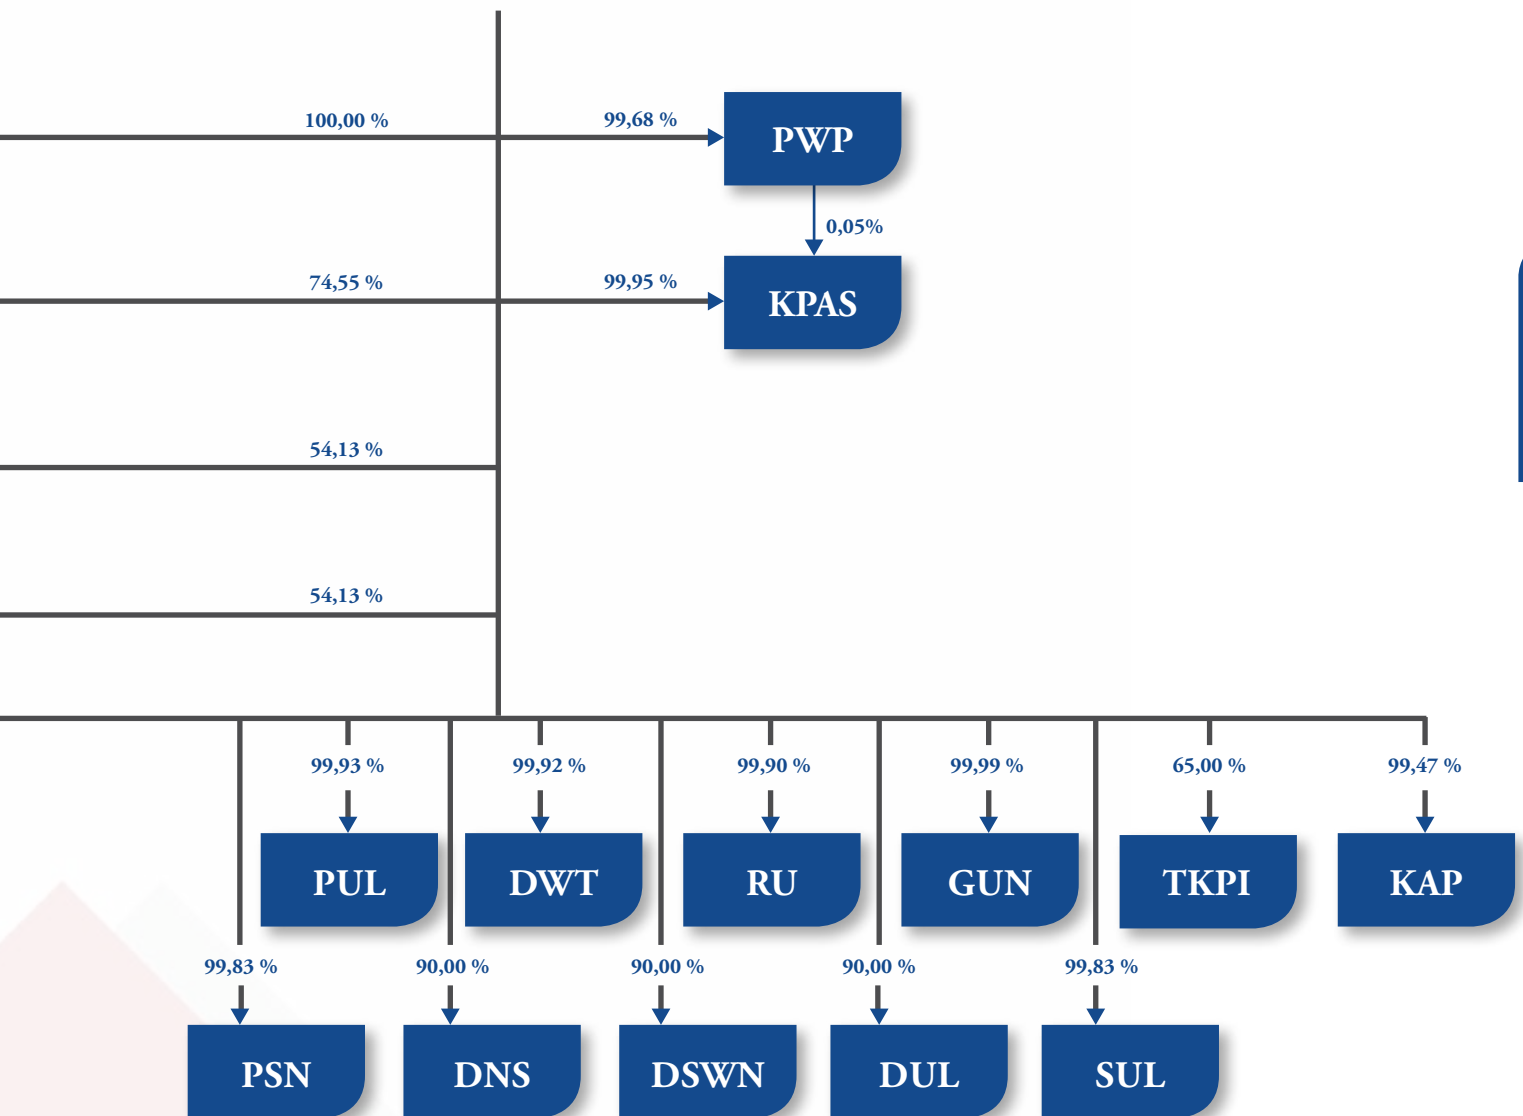 100,00 %
99,68 %
PWP
0,05%
74,55 %
99,95 %
KPAS
54,13 %
54,13 %
99,93 %
99,92 %
99,90 %
99,99 %
65,00 %
99,47 %
PUL
DWT
RU
GUN
TKPI
KAP
99,83 %
90,00 %
90,00 %
90,00 %
99,83 %
PSN
DNS
DSWN
DUL
SUL